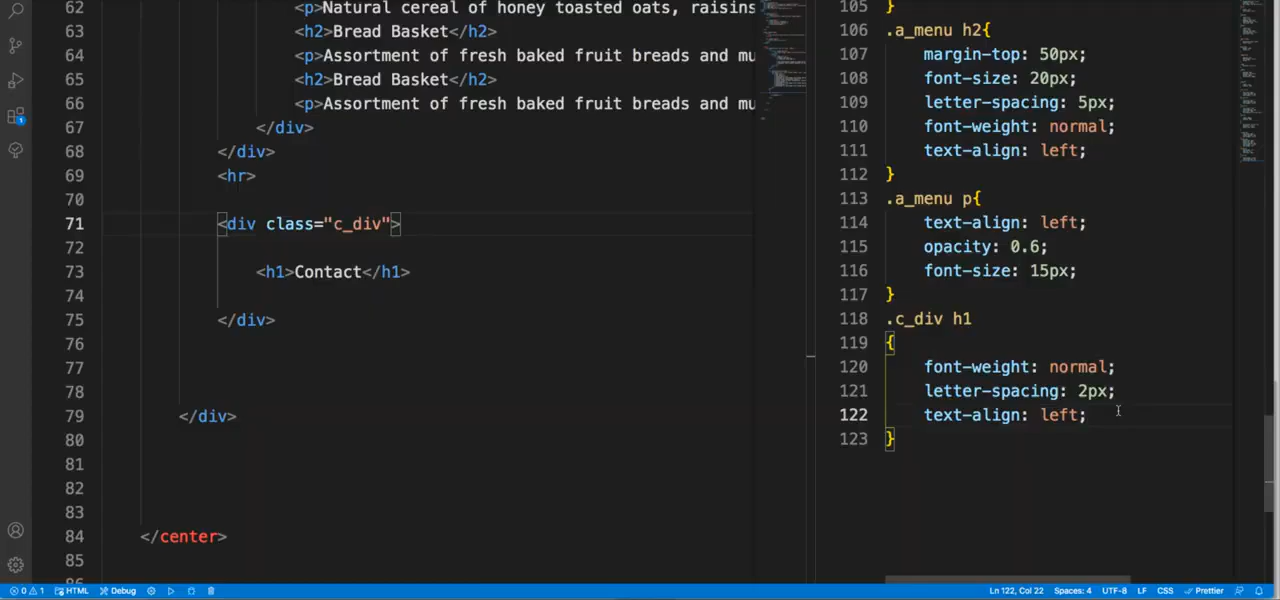 62 <p>Natural cereal of honey toasted oats, raisins
63 <h2>Bread Basket</h2>
64 <p>Assortment of fresh baked fruit breads and mu
65 <h2>Bread Basket</h2>
66 <p>Assortment of fresh baked fruit breads and mu
67 </div>
68 </div>
69 <hr>
70
71 <div class="c_div">
72
73 <h1>Contact</h1>
74
75 </div>
76
77
78
79 </div>
80
81
82
83
84 </center>
85
105 }
106 .a_menu h2{
107 margin-top: 50px;
108 font-size: 20px;
109 letter-spacing: 5px;
110 font-weight: normal;
111 text-align: left;
112 }
113 .a_menu p{
114 text-align: left;
115 opacity: 0.6;
116 font-size: 15px;
117 }
118 .c_div h1
119 {
120 font-weight: normal;
121 letter-spacing: 2px;
122 text-align: left;
123 }
1
0 1 HTML Debug Ln 122, Col 22 Spaces: 4 UTF-8 LF CSS Prettier